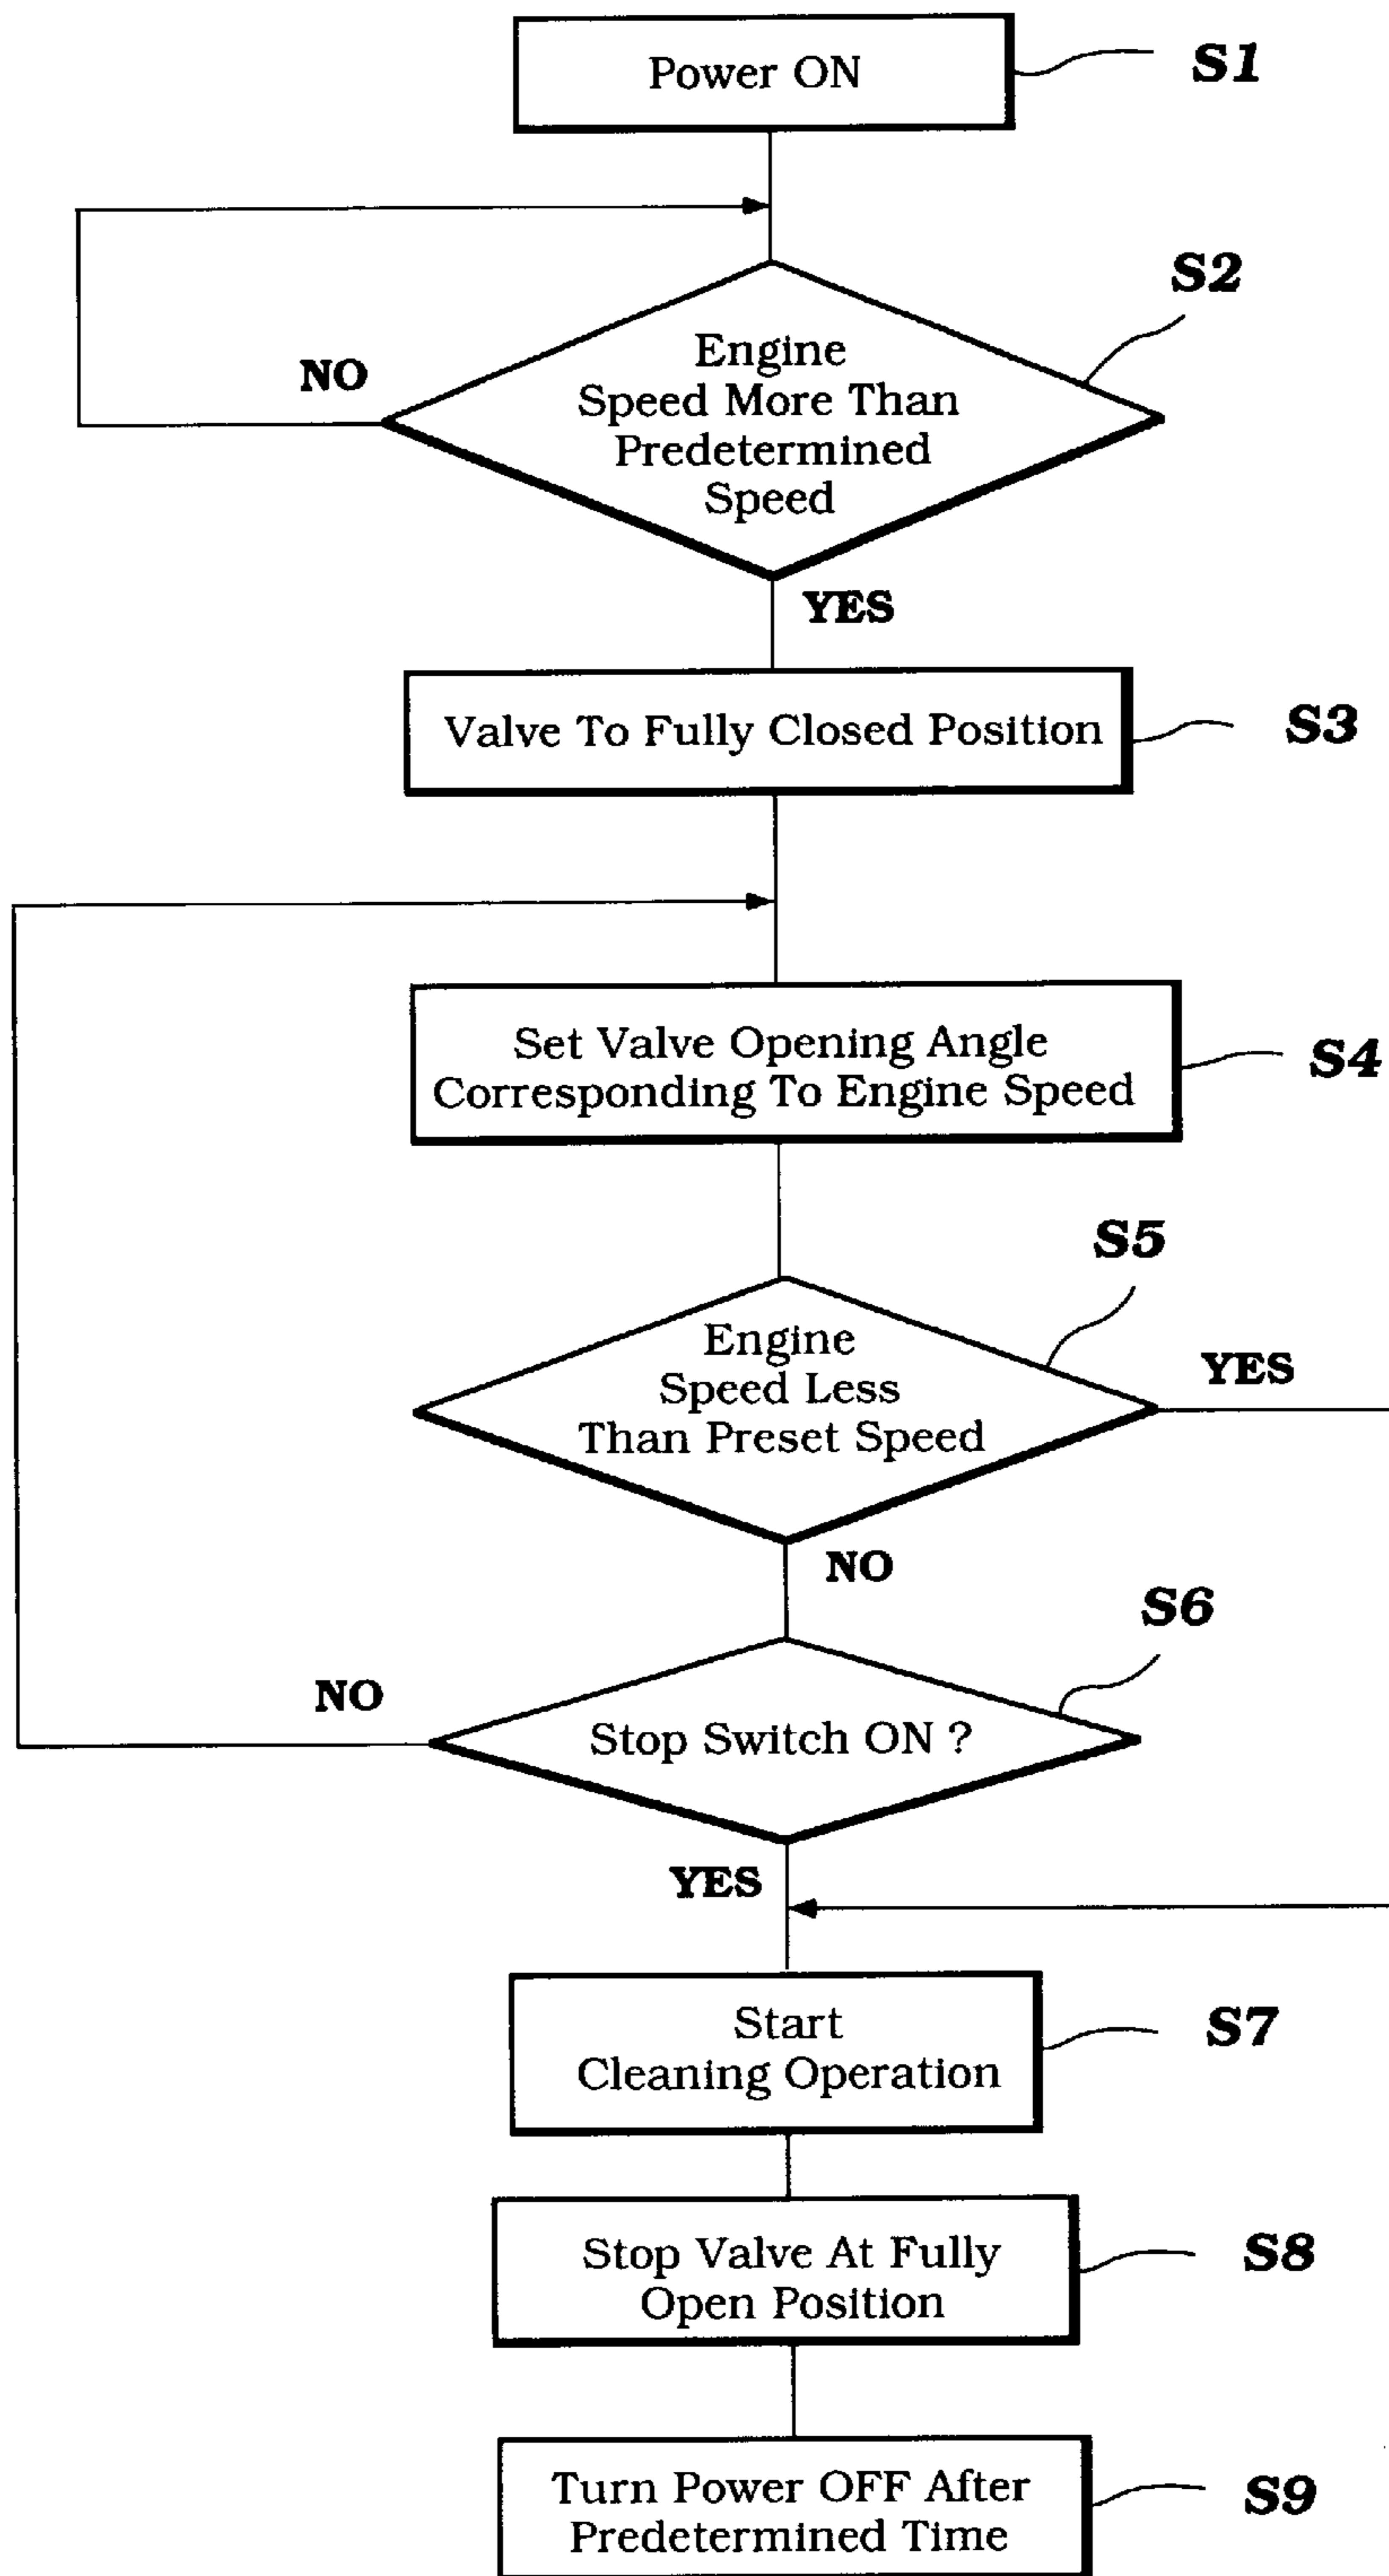 Power ON
S1
S2
Engine
Speed More Than
Predetermined
Speed
NO
YES
Valve To Fully Closed Position
S3
Set Valve Opening Angle
Corresponding To Engine Speed
S4
S5
Engine
Speed Less
Than Preset Speed
YES
NO
S6
NO
Stop Switch ON ?
YES
Start
Cleaning Operation
S7
Stop Valve At Fully
Open Position
S8
Turn Power OFF After
Predetermined Time
S9